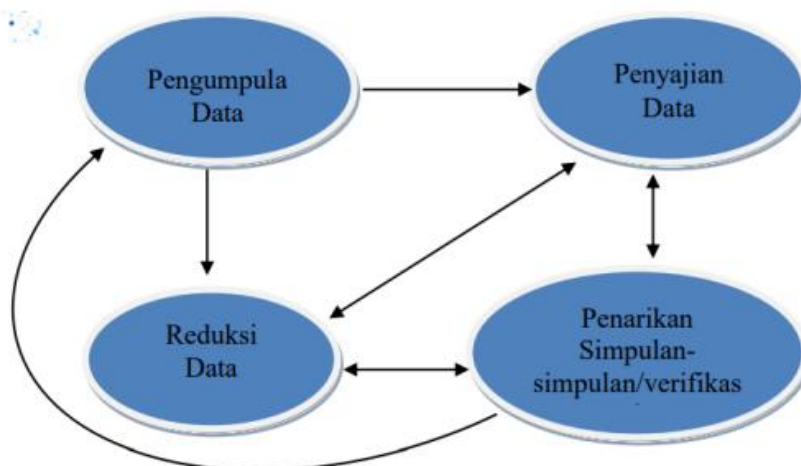 Pengumpula
Data
Penyajian
Data
Reduksi
Data
Penarikan
Simpulan-
simpulan/verifikas